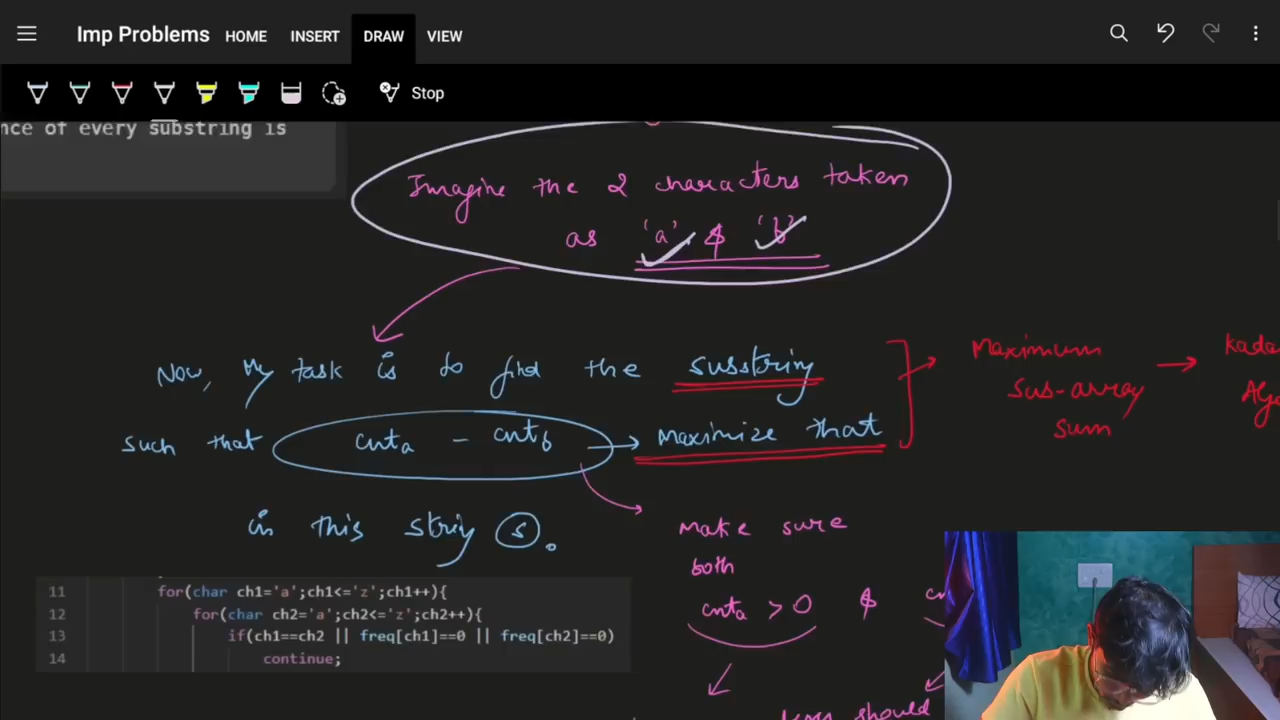 Imp Problems HOME INSERT DRAW VIEW
Stop
nce of every substring is
Imagine the 2 characters taken
as 'a' & 'b'
Now, My task is to find the substring
such that cnta - cntb → Maximize that
in this string s.
Maximum
sub-array
sum
→ Kada
Algo
Make sure
both
cnta > 0 &
should
11 for(char ch1='a';ch1<='z';ch1++){
12 for(char ch2='a';ch2<='z';ch2++){
13 if(ch1==ch2 || freq[ch1]==0 || freq[ch2]==0)
14 continue;